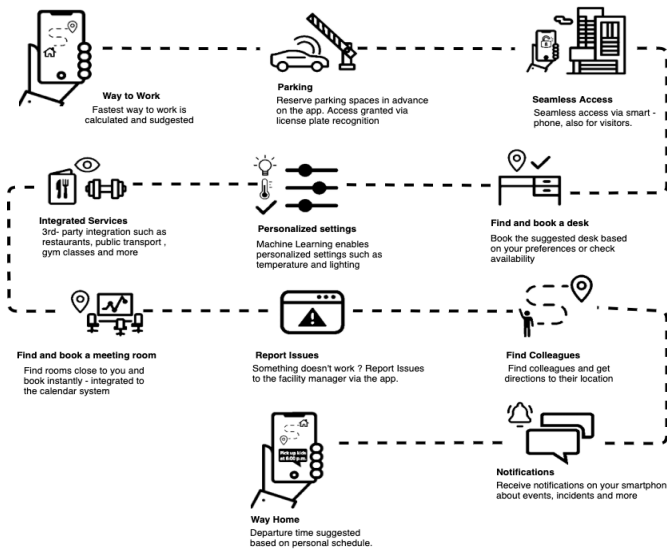 Way to Work
Fastest way to work is
calculated and sudgested
Parking
Reserve parking spaces in advance
on the app. Access granted via
license plate recognition
Seamless Access
Seamless access via smart -
phone, also for visitors.
Integrated Services
3rd- party integration such as
restaurants, public transport ,
gym classes and more
Personalized settings
Machine Learning enables
personalized settings such as
temperature and lighting
Find and book a desk
Book the suggested desk based
on your preferences or check
availability
Find and book a meeting room
Find rooms close to you and
book instantly - integrated to
the calendar system
Report Issues
Something doesn't work ? Report Issues
to the facility manager via the app.
Find Colleagues
Find colleagues and get
directions to their location
Pick up kids
at 6:00 p.m.
Way Home
Departure time suggested
based on personal schedule.
Notifications
Receive notifications on your smartphon
about events, incidents and more